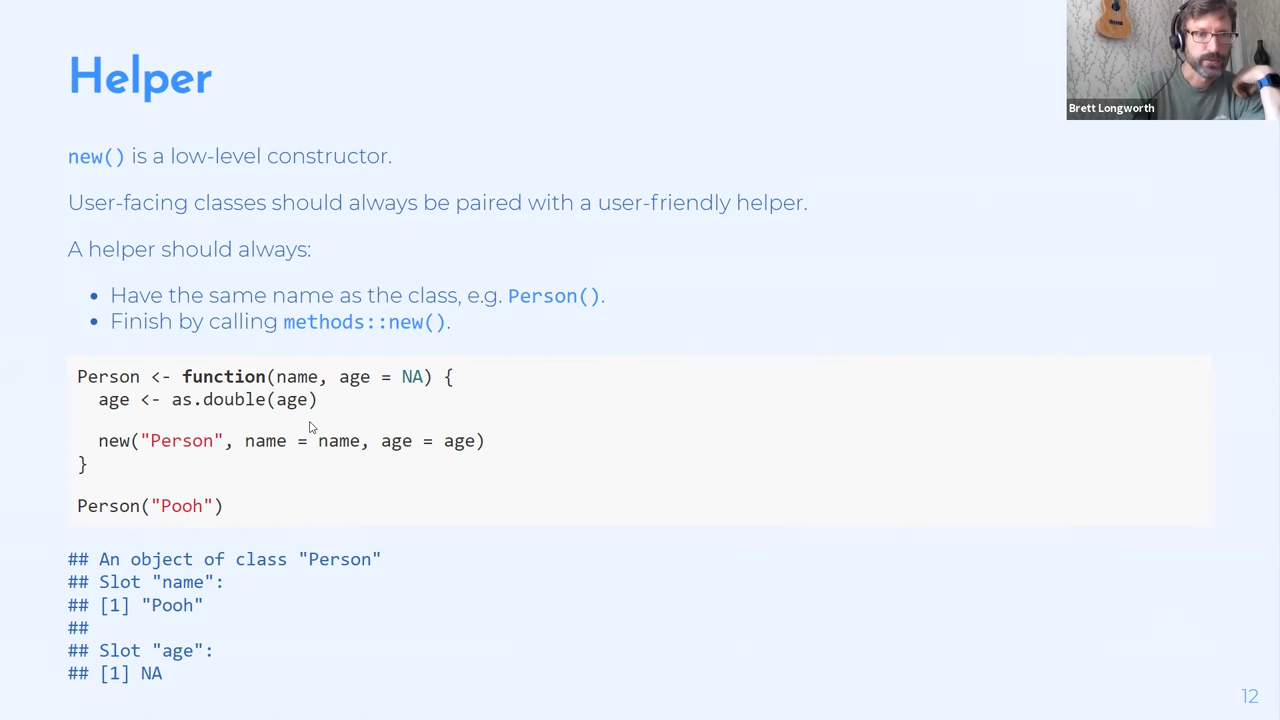 Helper
Brett Longworth
new() is a low-level constructor.
User-facing classes should always be paired with a user-friendly helper.
A helper should always:
• Have the same name as the class, e.g. Person().
• Finish by calling methods::new().
Person <- function(name, age = NA) {
  age <- as.double(age)
  new("Person", name = name, age = age)
}
Person("Pooh")
## An object of class "Person"
## Slot "name":
## [1] "Pooh"
##
## Slot "age":
## [1] NA
12